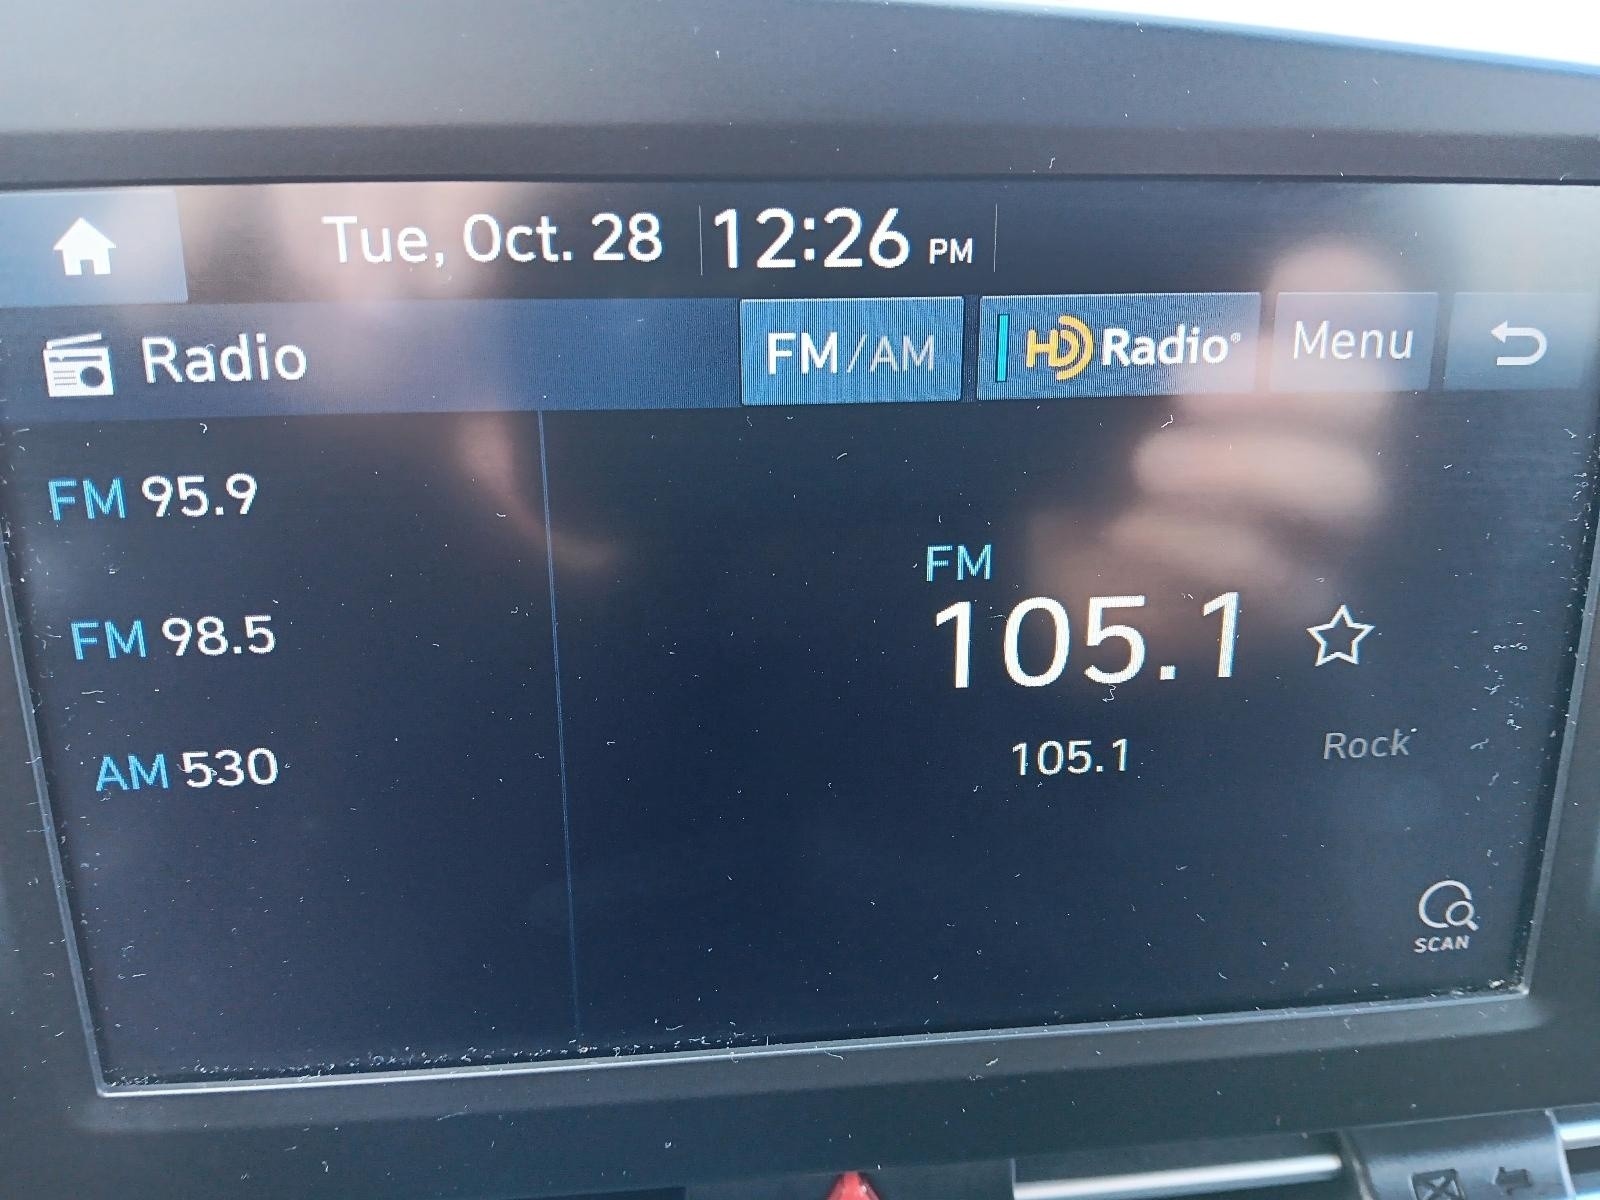 Tue, Oct. 28 12:26 PM
Radio FM/AM HD Radio® Menu
FM 95.9
FM 98.5
AM 530
FM
105.1
105.1 Rock
SCAN